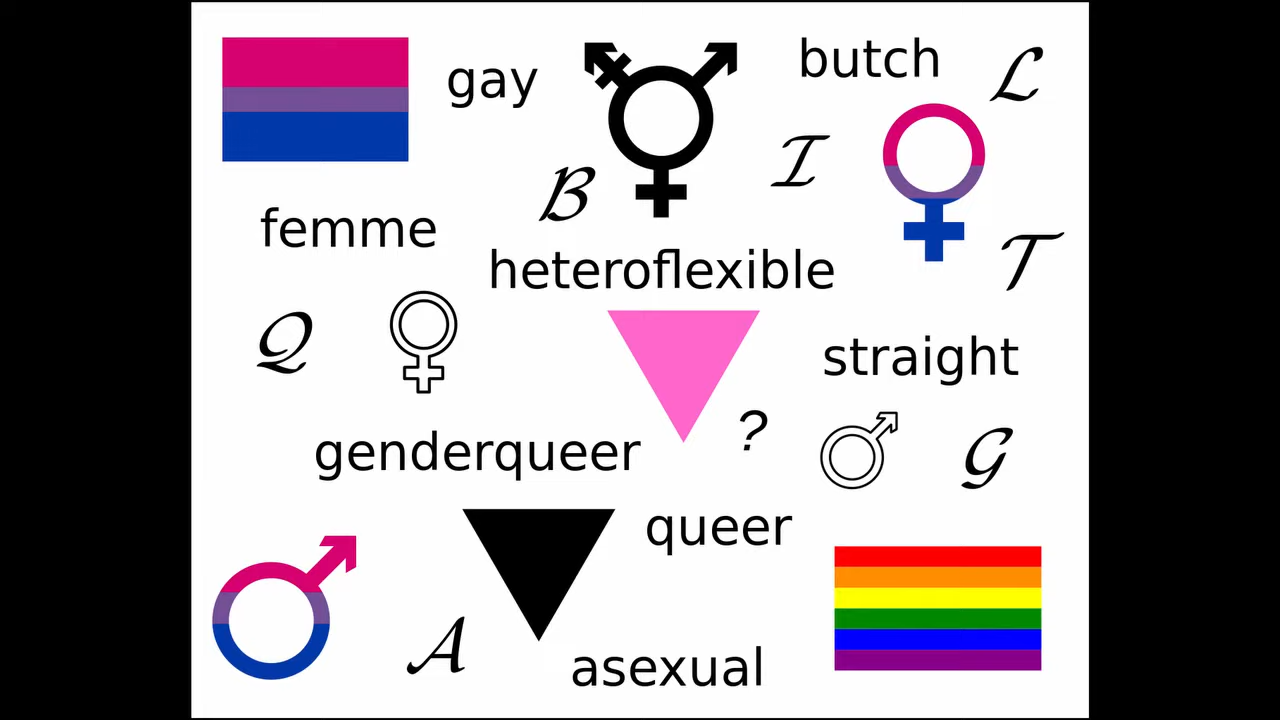 gay
butch
ℒ
ℐ
ℬ
femme
𝒯
heteroflexible
𝒬
straight
?
genderqueer
𝒢
queer
𝒜
asexual